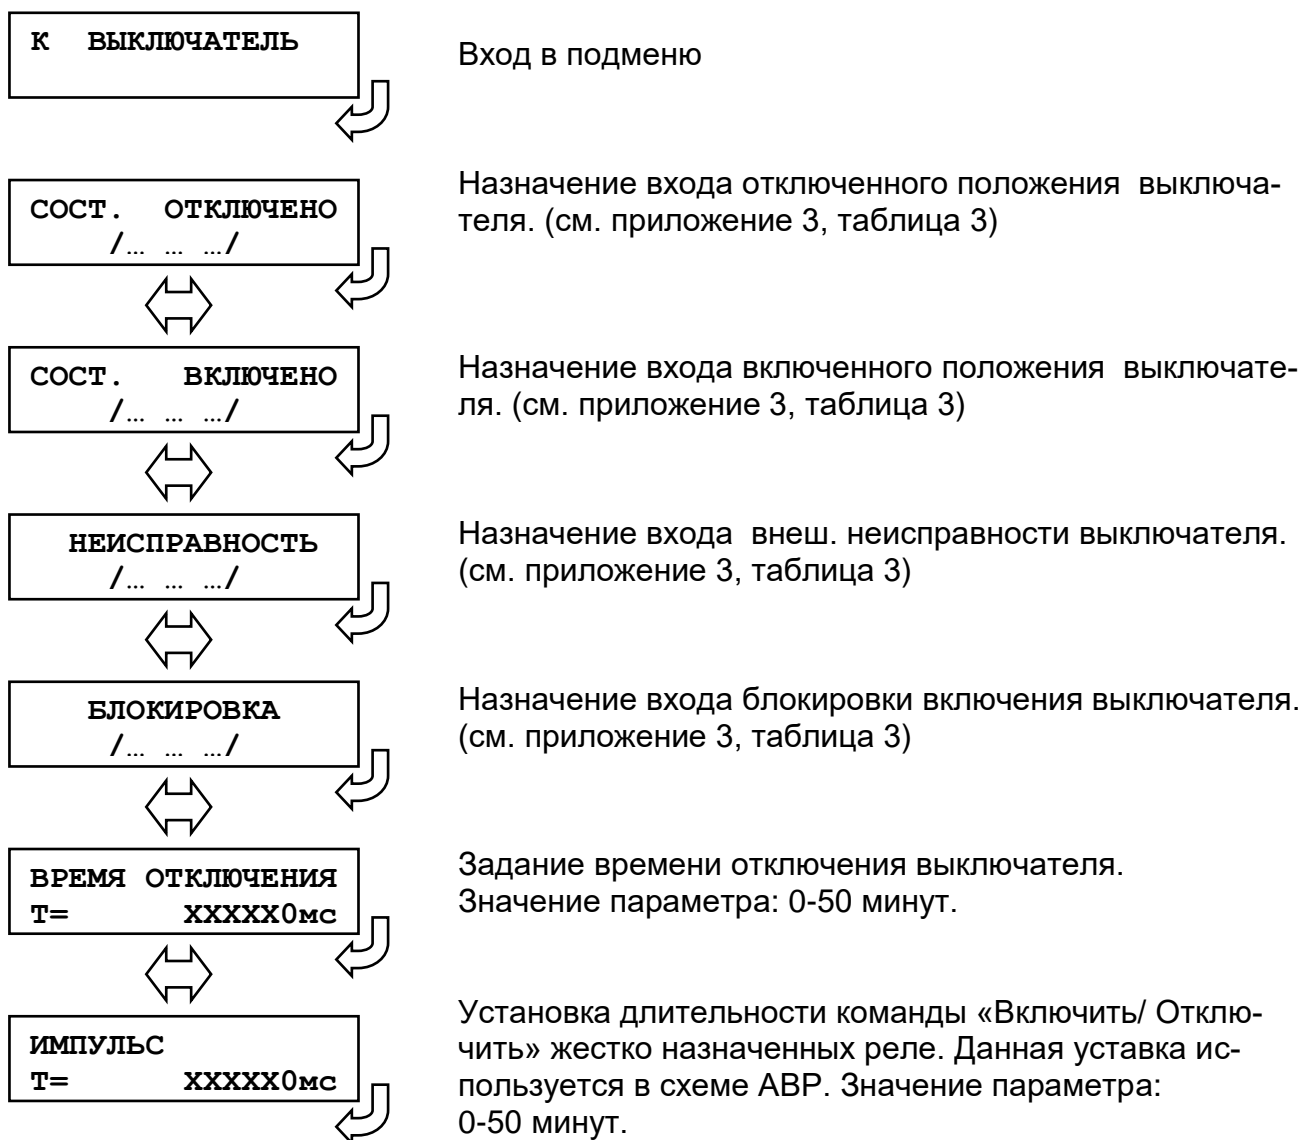 К ВЫКЛЮЧАТЕЛЬ
Вход в подменю
СОСТ. ОТКЛЮЧЕНО
/… … …/
Назначение входа отключенного положения выключа-
теля. (см. приложение 3, таблица 3)
СОСТ. ВКЛЮЧЕНО
/… … …/
Назначение входа включенного положения выключате-
ля. (см. приложение 3, таблица 3)
НЕИСПРАВНОСТЬ
/… … …/
Назначение входа внеш. неисправности выключателя.
(см. приложение 3, таблица 3)
БЛОКИРОВКА
/… … …/
Назначение входа блокировки включения выключателя.
(см. приложение 3, таблица 3)
ВРЕМЯ ОТКЛЮЧЕНИЯ
Т= ХХХХХ0мс
Задание времени отключения выключателя.
Значение параметра: 0-50 минут.
ИМПУЛЬС
Т= ХХХХХ0мс
Установка длительности команды «Включить/ Отклю-
чить» жестко назначенных реле. Данная уставка ис-
пользуется в схеме АВР. Значение параметра:
0-50 минут.